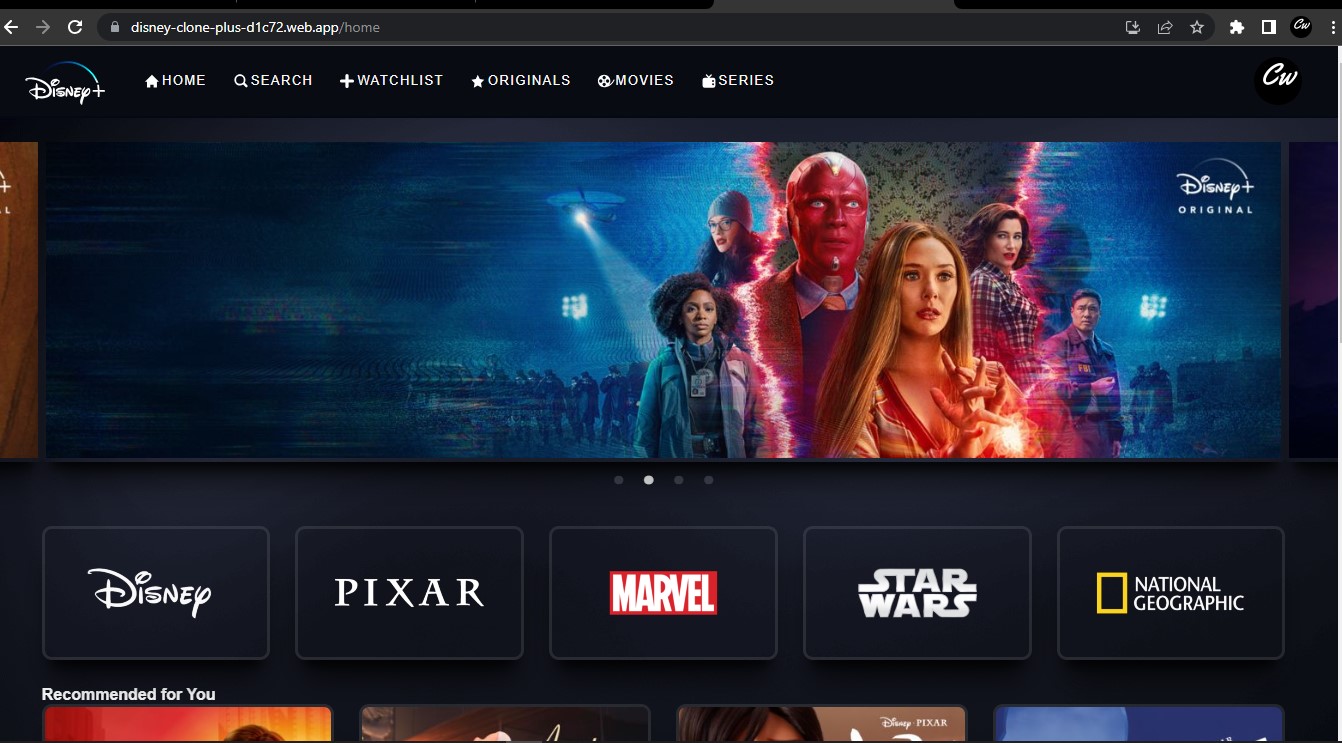 disney-clone-plus-d1c72.web.app/home
Cw
Disney+
HOME
SEARCH
WATCHLIST
ORIGINALS
MOVIES
SERIES
Cw
Disney+
ORIGINAL
FBI
Disney
PIXAR
MARVEL
STAR
WARS
NATIONAL
GEOGRAPHIC
Recommended for You
Disney · PIXAR